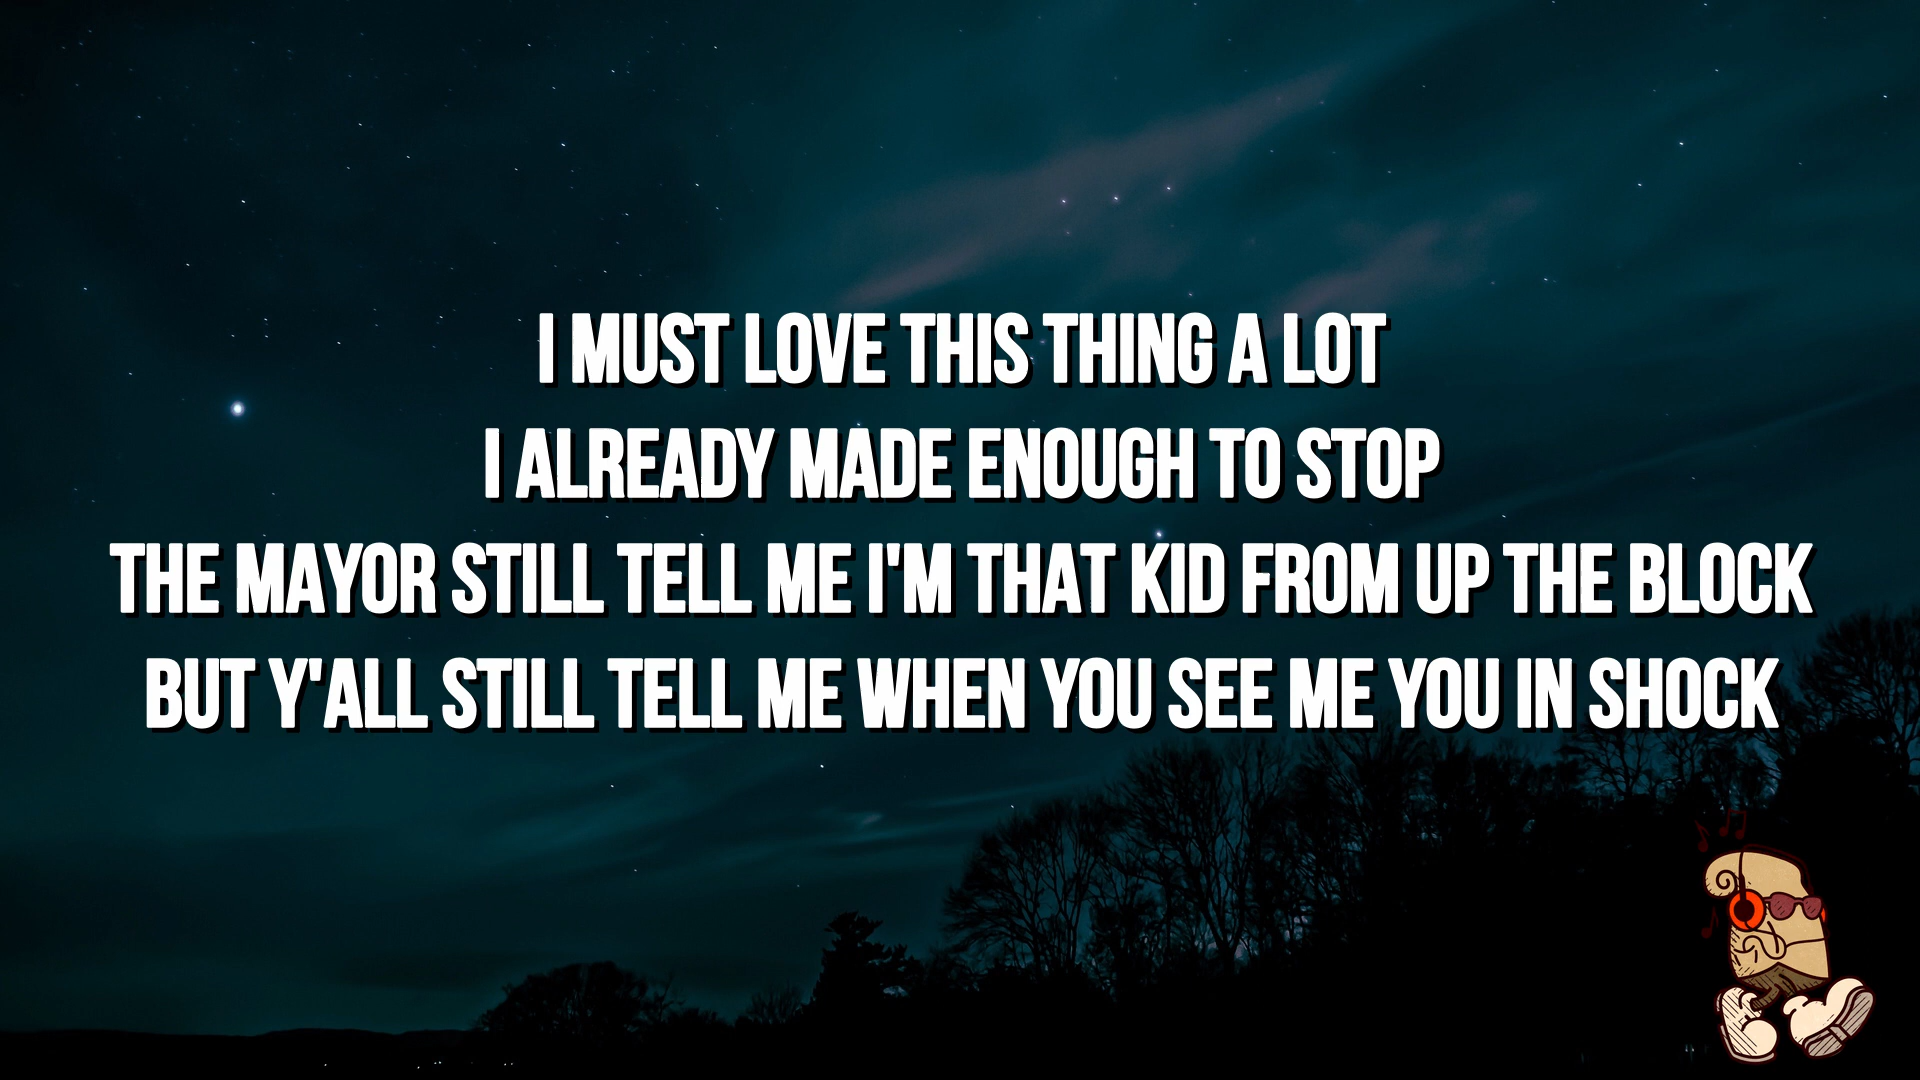 I MUST LOVE THIS THING A LOT
I ALREADY MADE ENOUGH TO STOP
THE MAYOR STILL TELL ME I'M THAT KID FROM UP THE BLOCK
BUT Y'ALL STILL TELL ME WHEN YOU SEE ME YOU IN SHOCK